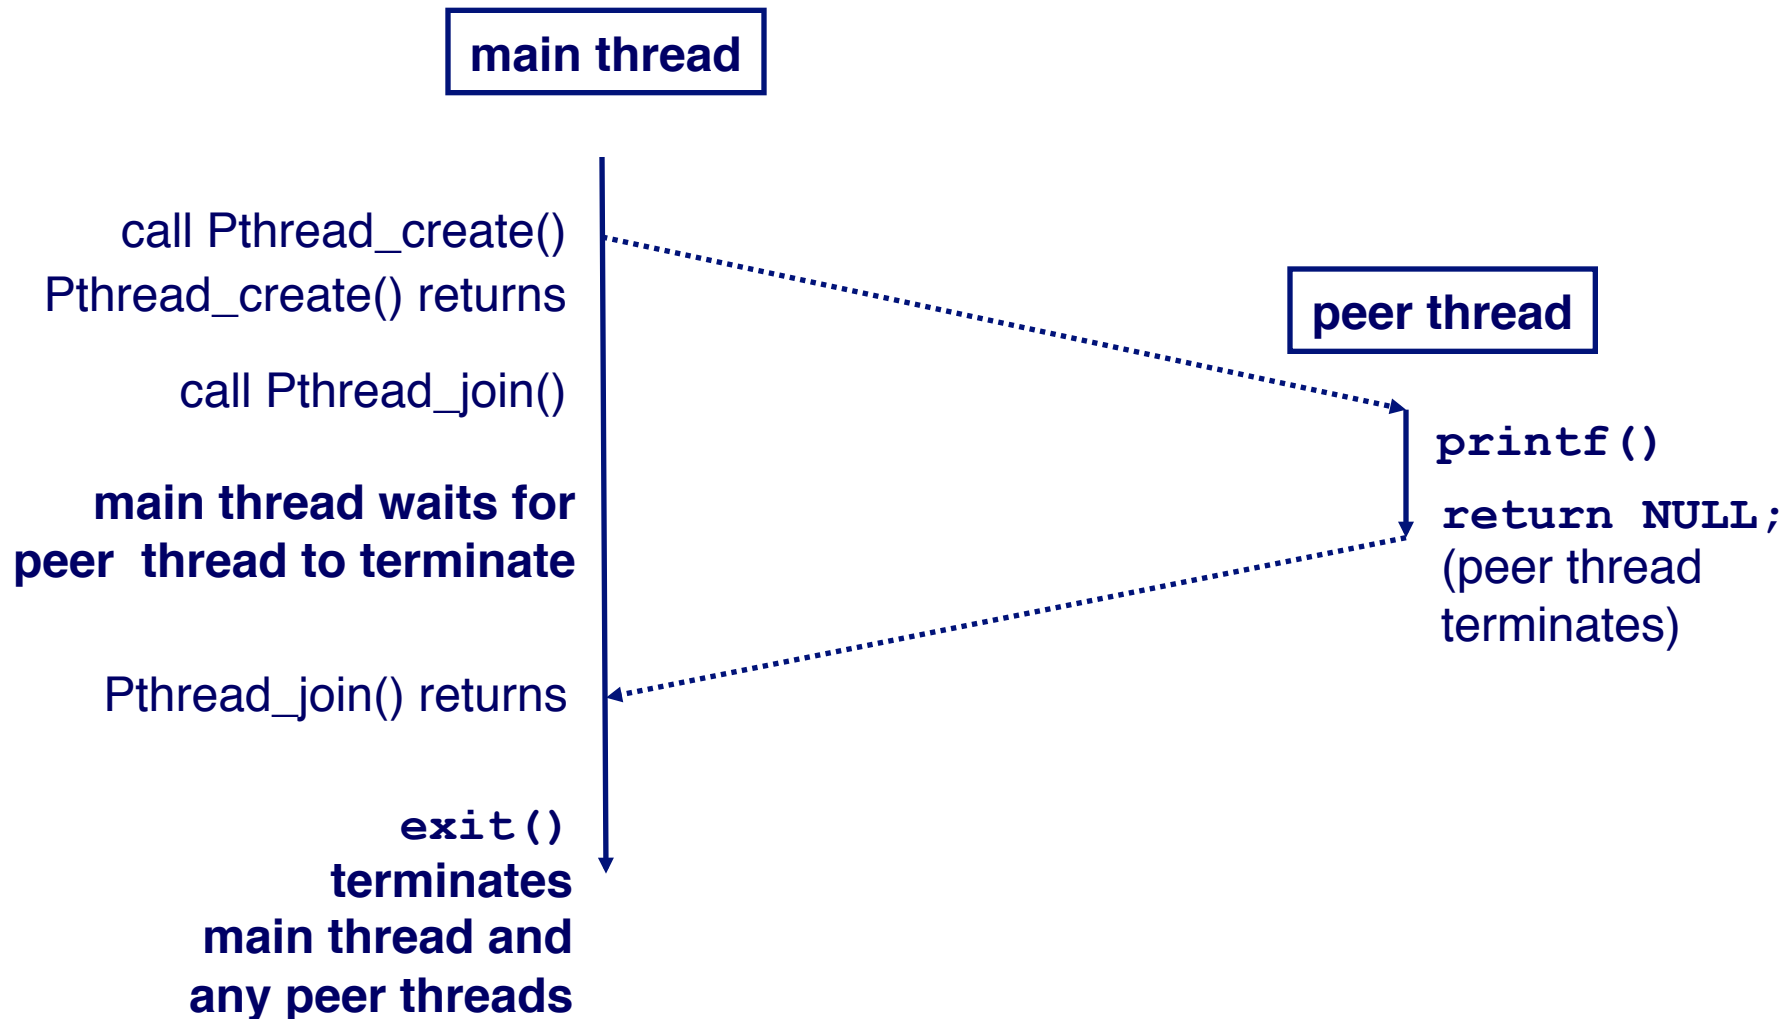 main thread
call Pthread_create()
Pthread_create() returns
peer thread
call Pthread_join()
printf()
main thread waits for
peer  thread to terminate
return NULL;
(peer thread
terminates)
Pthread_join() returns
exit()
terminates
main thread and
any peer threads